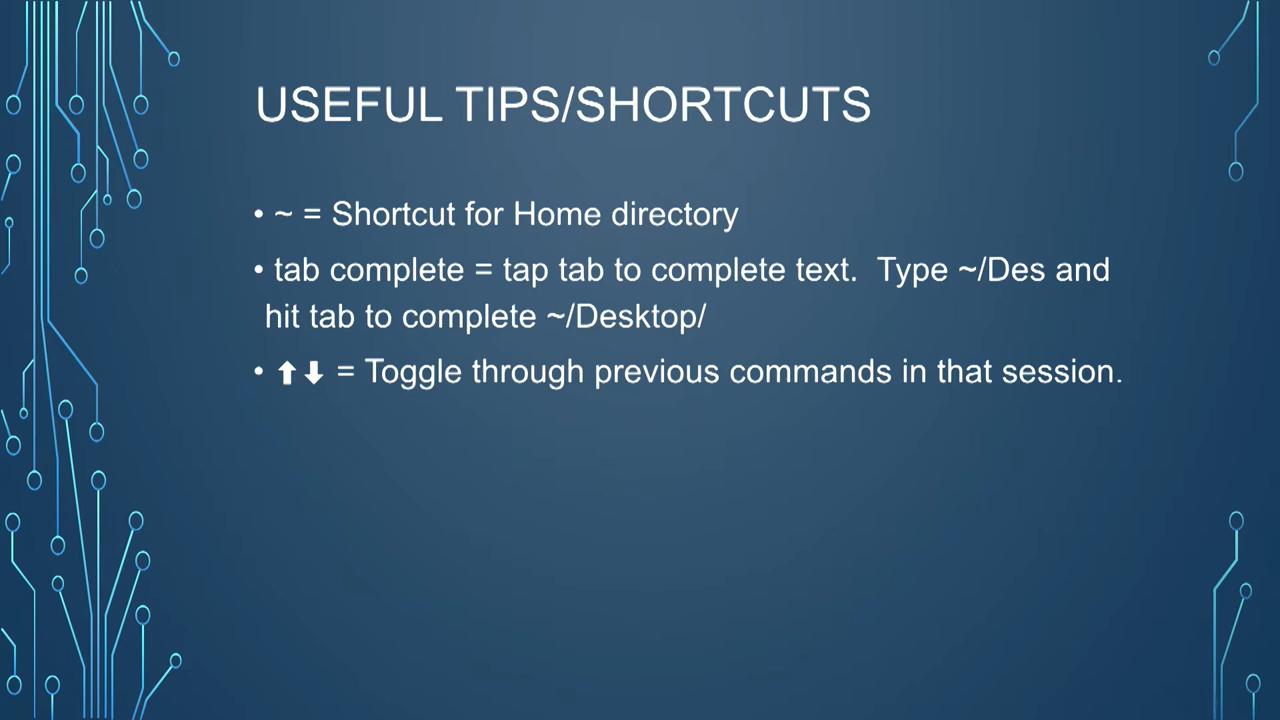 USEFUL TIPS/SHORTCUTS
• ~ = Shortcut for Home directory
• tab complete = tap tab to complete text.  Type ~/Des and
hit tab to complete ~/Desktop/
• ⬆⬇ = Toggle through previous commands in that session.